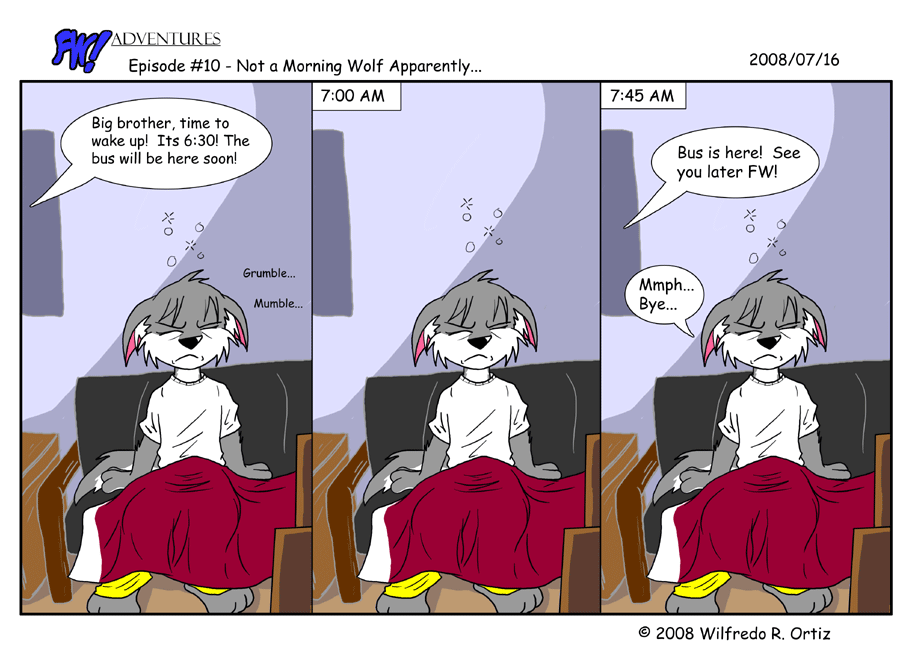 FW! ADVENTURES
Episode #10 - Not a Morning Wolf Apparently...
2008/07/16
Big brother, time to
wake up! Its 6:30! The
bus will be here soon!
Grumble...
Mumble...
7:00 AM
7:45 AM
Bus is here! See
you later FW!
Mmph...
Bye...
© 2008 Wilfredo R. Ortiz